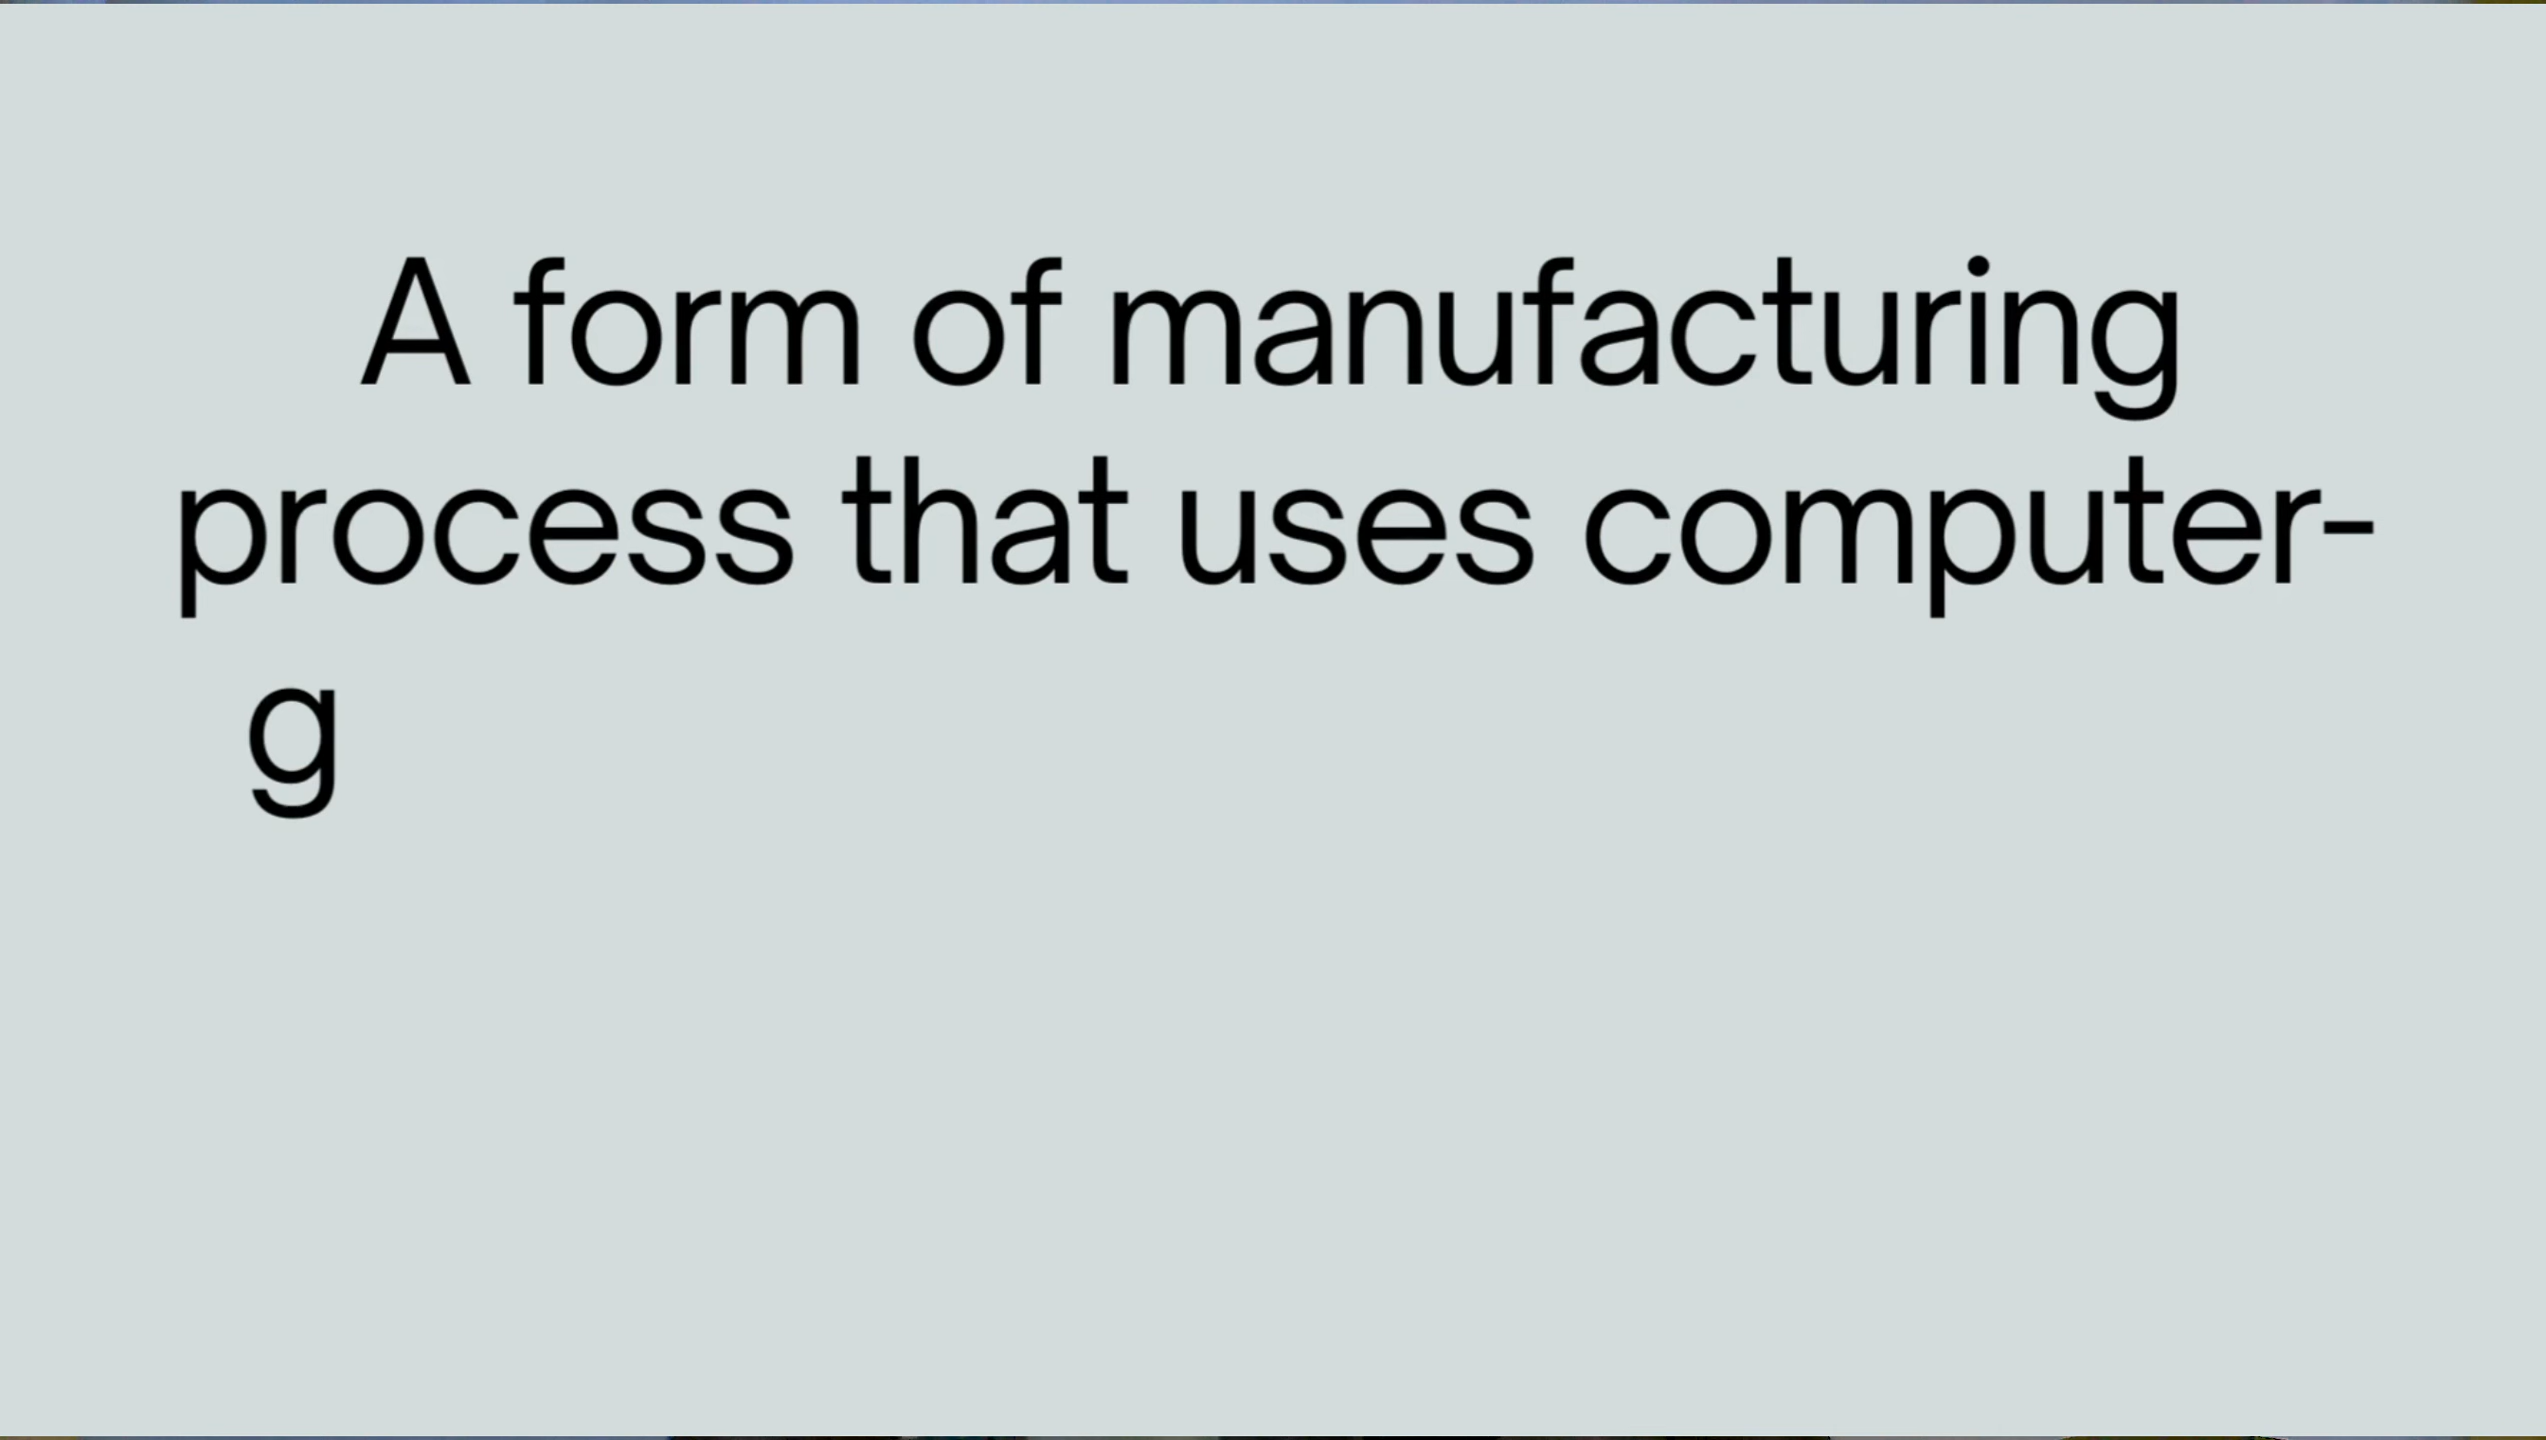 A form of manufacturing
process that uses computer-
g